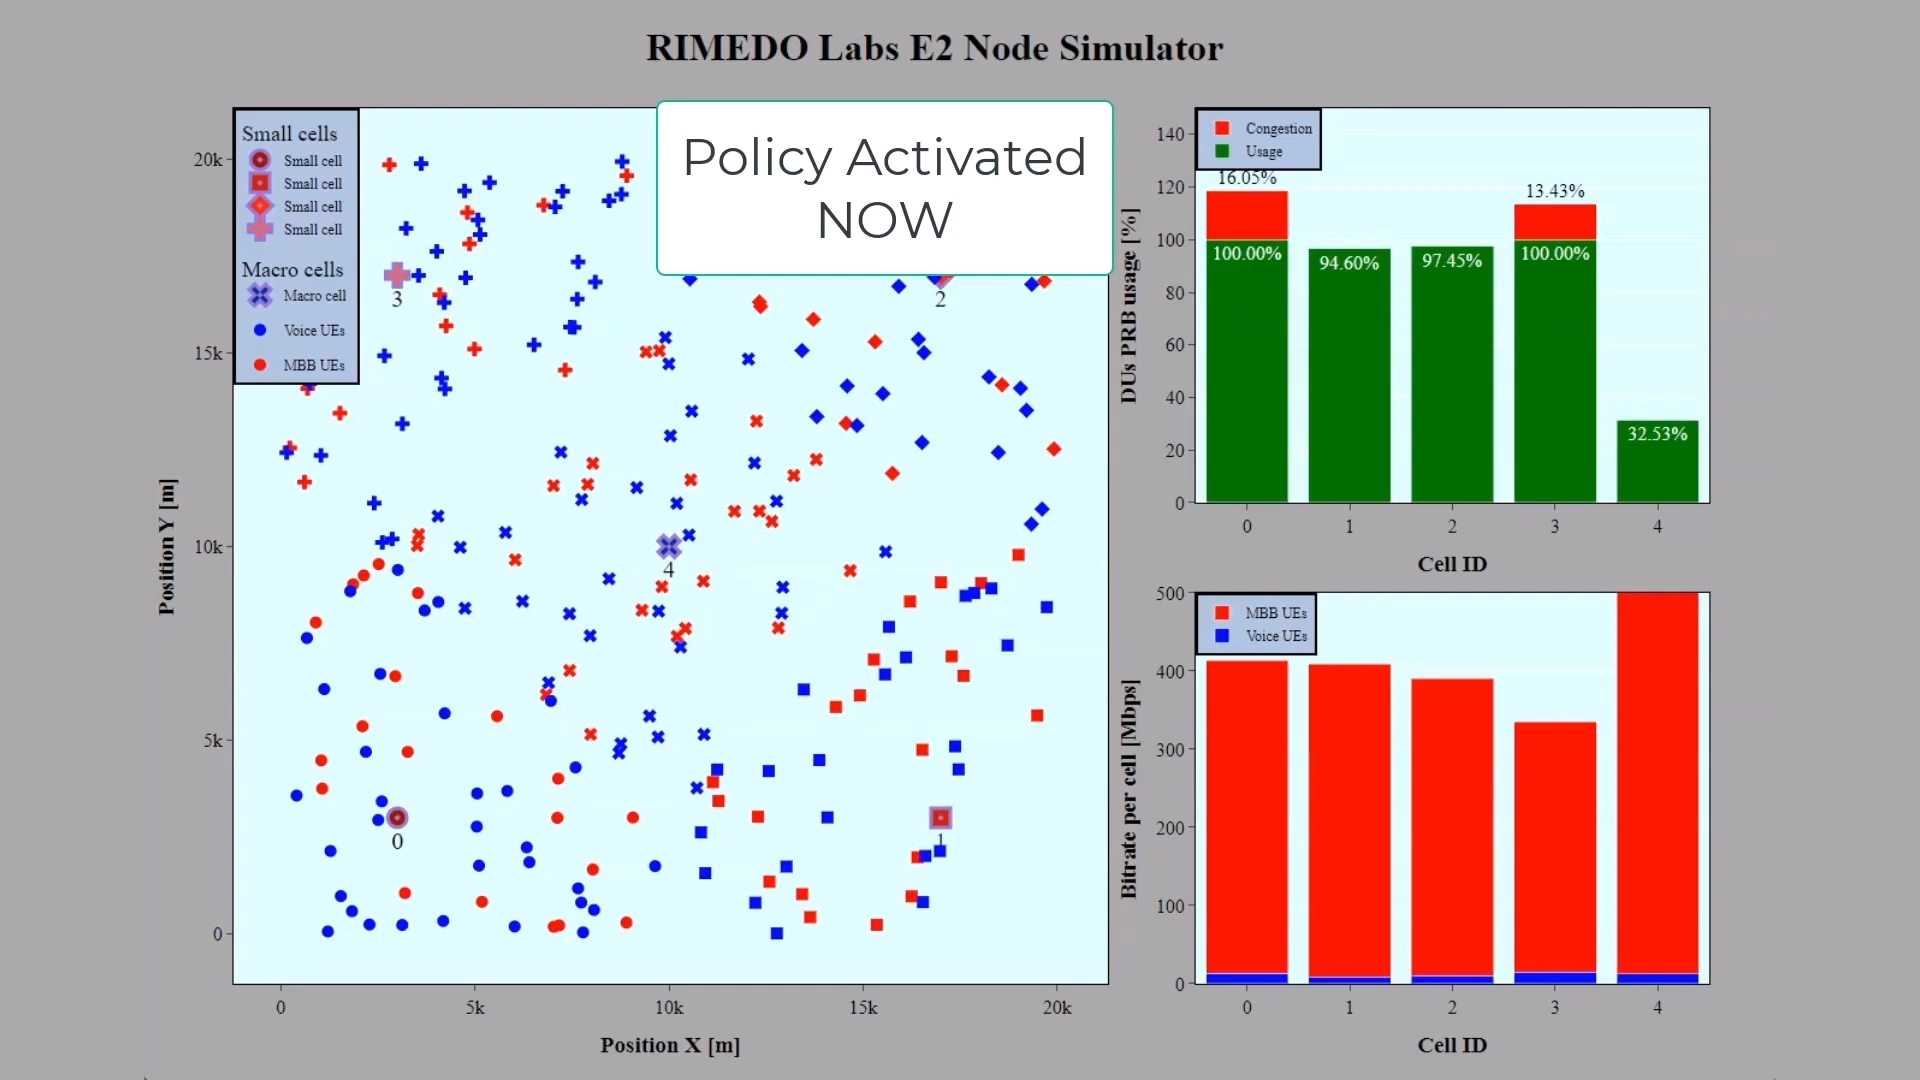 RIMEDO Labs E2 Node Simulator
Policy Activated
NOW
Small cells
Small cell
Small cell
Small cell
Small cell
Macro cells
Macro cell
Voice UEs
MBB UEs
20k
15k
10k
5k
0
Position Y [m]
0
5k
10k
15k
20k
Position X [m]
3
2
4
0
1
Congestion
Usage
DUs PRB usage [%]
140
120
100
80
60
40
20
0
16.05%
13.43%
100.00%
94.60%
97.45%
100.00%
32.53%
0
1
2
3
4
Cell ID
MBB UEs
Voice UEs
Bitrate per cell [Mbps]
500
400
300
200
100
0
0
1
2
3
4
Cell ID